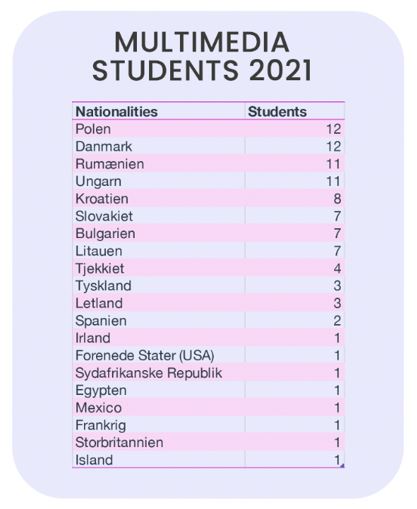 MULTIMEDIA
STUDENTS 2021
Nationalities Students
Polen 12
Danmark 12
Rumænien 11
Ungarn 11
Kroatien 8
Slovakiet 7
Bulgarien 7
Litauen 7
Tjekkiet 4
Tyskland 3
Letland 3
Spanien 2
Irland 1
Forenede Stater (USA) 1
Sydafrikanske Republik 1
Egypten 1
Mexico 1
Frankrig 1
Storbritannien 1
Island 1